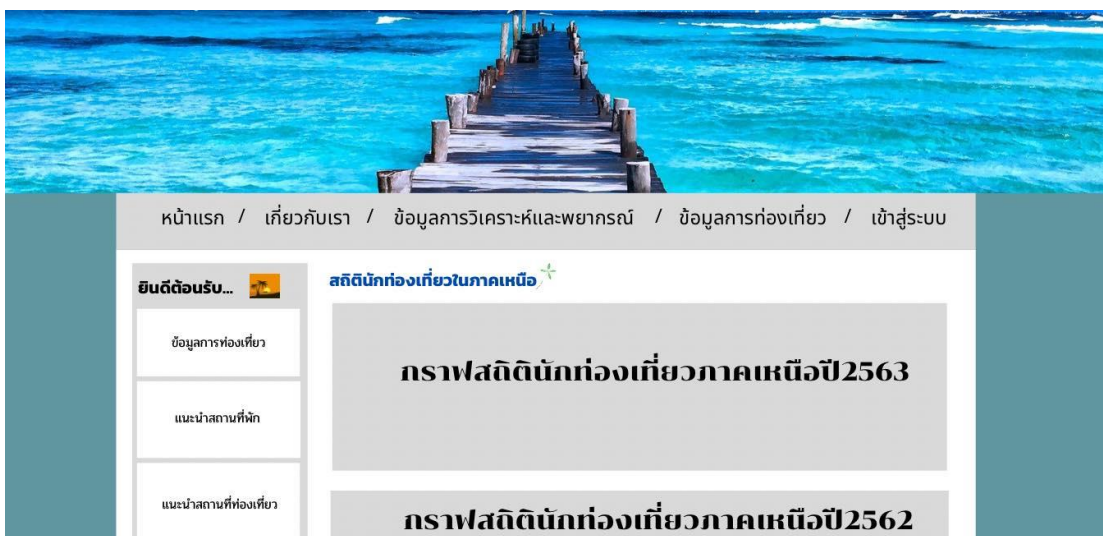 หน้าแรก / เกี่ยวกับเรา / ข้อมูลการวิเคราะห์และพยากรณ์ / ข้อมูลการท่องเที่ยว / เข้าสู่ระบบ
ยินดีต้อนรับ...
ข้อมูลการท่องเที่ยว
แนะนำสถานที่พัก
แนะนำสถานที่ท่องเที่ยว
สถิตินักท่องเที่ยวในภาคเหนือ
กราฟสถิตินักท่องเที่ยวภาคเหนือปี2563
กราฟสถิตินักท่องเที่ยวภาคเหนือปี2562